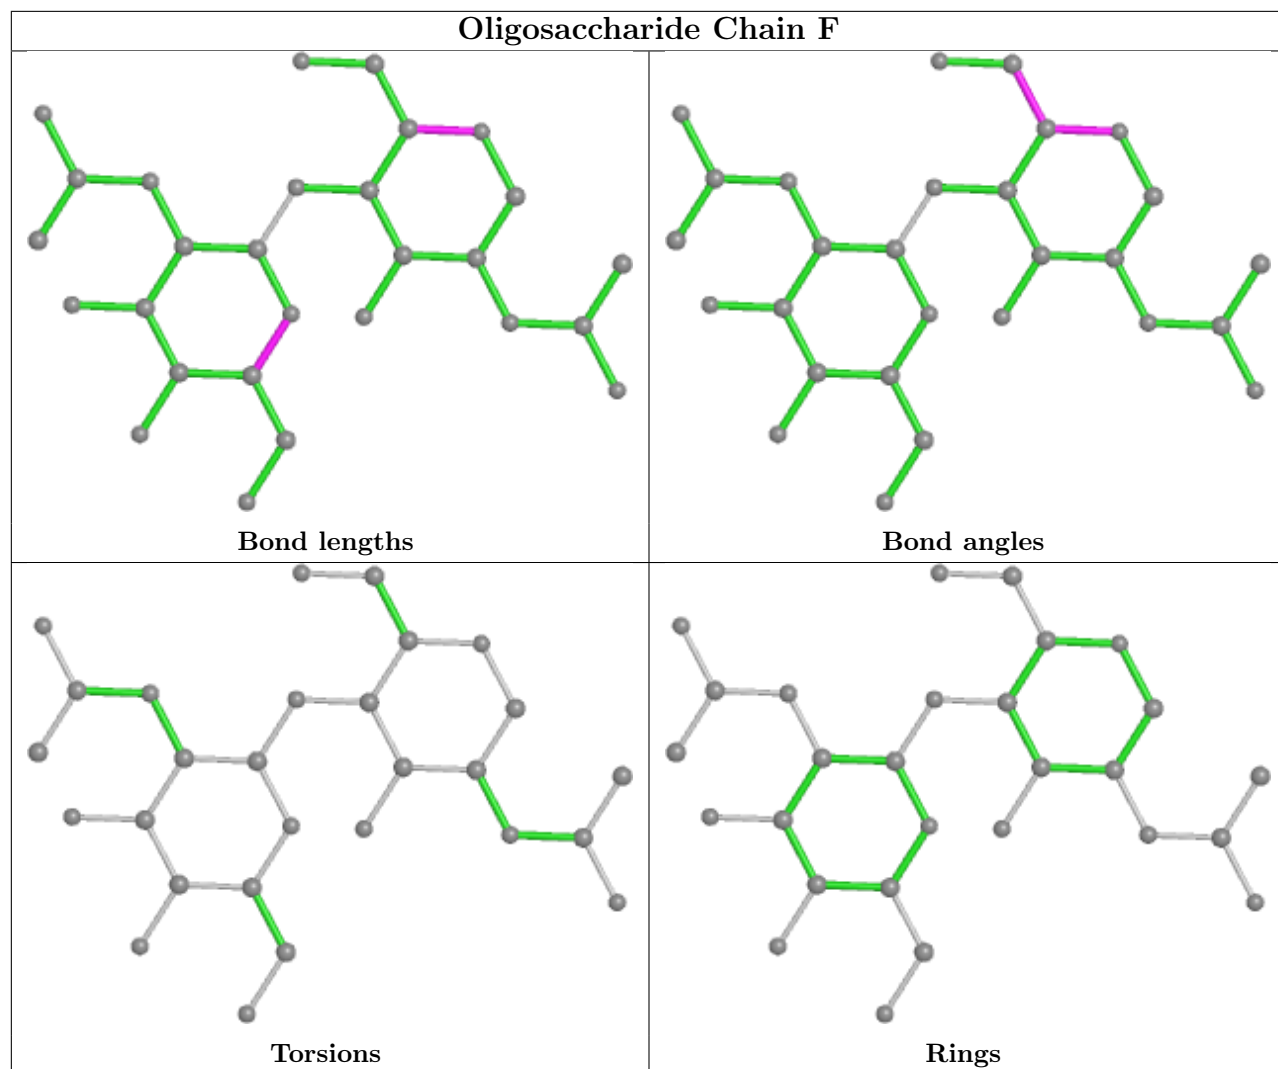 Oligosaccharide Chain F
Bond lengths
Bond angles
Torsions
Rings